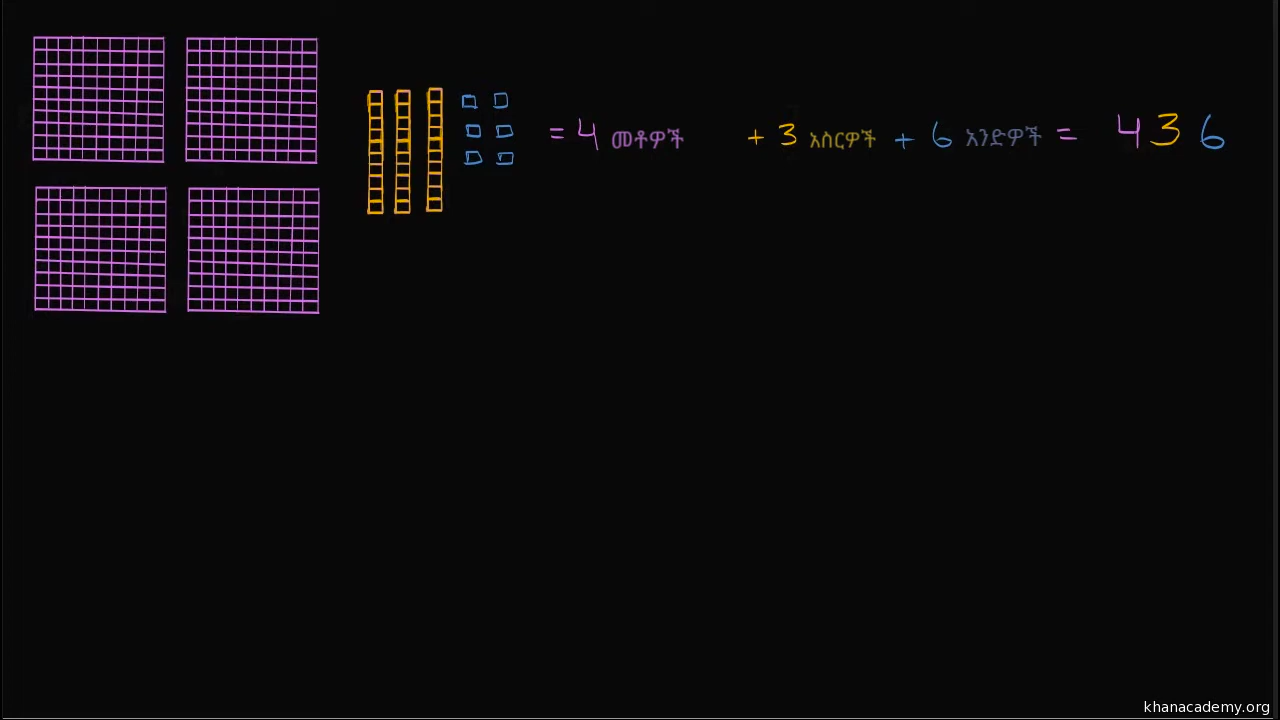 = 4 መቶዎች + 3 አስርዎች + 6 አንድዎች = 436
khanacademy.org